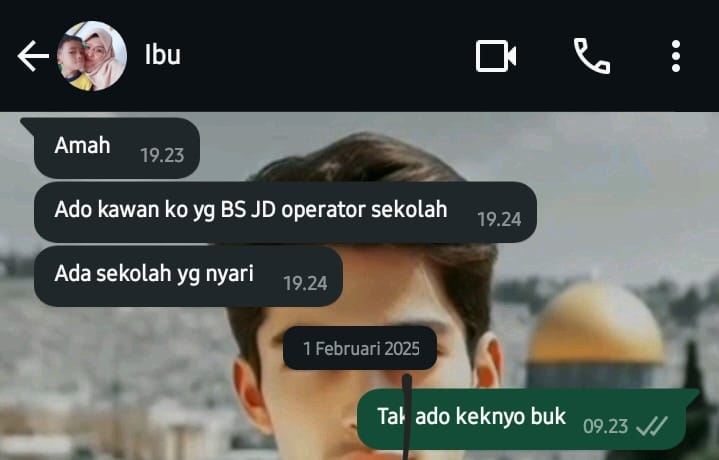 Ibu
Amah 19.23
Ado kawan ko yg BS JD operator sekolah 19.24
Ada sekolah yg nyari 19.24
1 Februari 2025
Tak ado keknyo buk 09.23